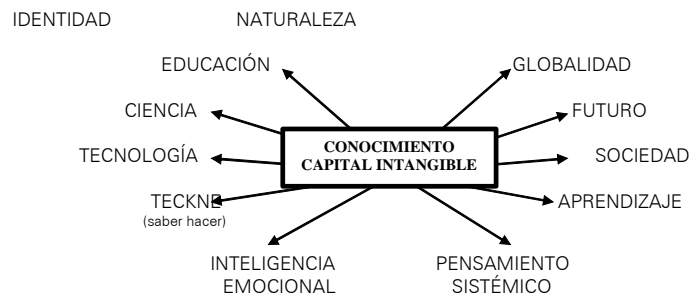 IDENTIDAD NATURALEZA
EDUCACIÓN GLOBALIDAD
CIENCIA FUTURO
CONOCIMIENTO
CAPITAL INTANGIBLE
TECNOLOGÍA SOCIEDAD
TECKNE APRENDIZAJE
(saber hacer)
INTELIGENCIA PENSAMIENTO
EMOCIONAL SISTÉMICO